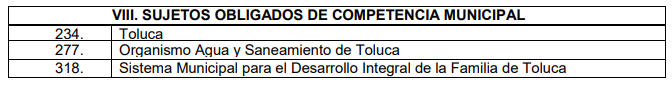 VIII. SUJETOS OBLIGADOS DE COMPETENCIA MUNICIPAL
234. Toluca
277. Organismo Agua y Saneamiento de Toluca
318. Sistema Municipal para el Desarrollo Integral de la Familia de Toluca